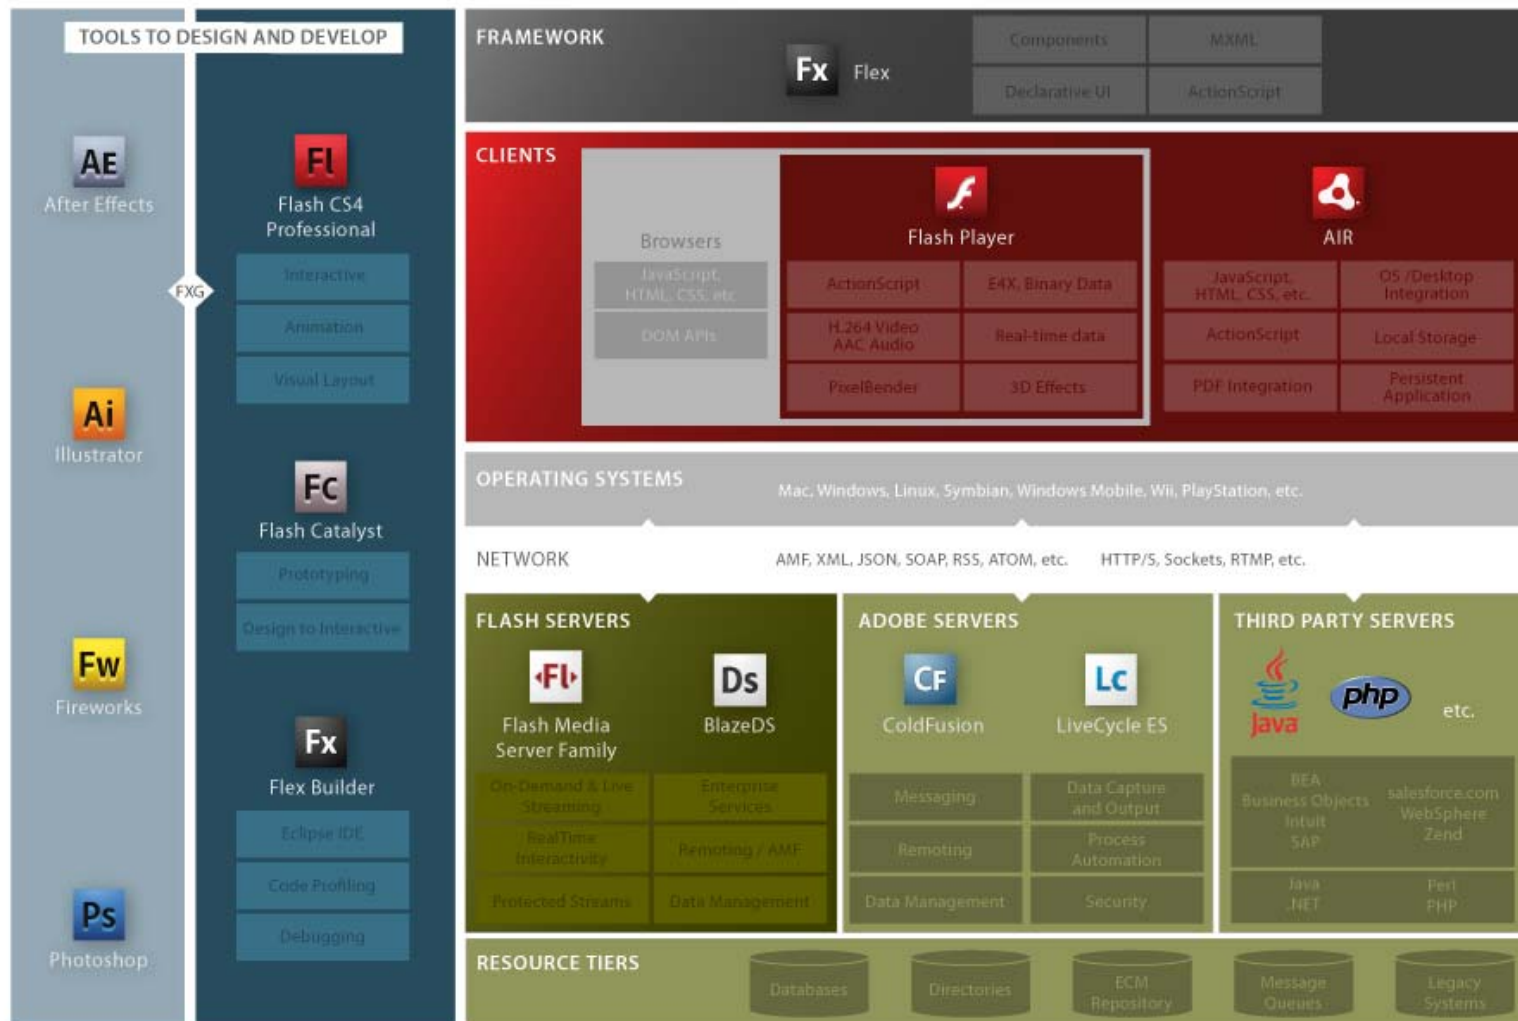 TOOLS TO DESIGN AND DEVELOP
AE
After Effects
Ai
Illustrator
Fw
Fireworks
Ps
Photoshop
FXG
Fl
Flash CS4
Professional
Interactive
Animation
Visual Layout
Fc
Flash Catalyst
Prototyping
Design to Interactive
Fx
Flex Builder
Eclipse IDE
Code Profiling
Debugging
FRAMEWORK
Fx
Flex
Components
MXML
Declarative UI
ActionScript
CLIENTS
Browsers
JavaScript,
HTML, CSS, etc
DOM APIs
Flash Player
ActionScript
E4X, Binary Data
H.264 Video
AAC Audio
Real-time data
PixelBender
3D Effects
AIR
JavaScript,
HTML, CSS, etc.
OS /Desktop
Integration
ActionScript
Local Storage
PDF Integration
Persistent
Application
OPERATING SYSTEMS
Mac, Windows, Linux, Symbian, Windows Mobile, Wii, PlayStation, etc.
NETWORK
AMF, XML, JSON, SOAP, RSS, ATOM, etc.
HTTP/S, Sockets, RTMP, etc.
FLASH SERVERS
Fl
Flash Media
Server Family
On-Demand & Live
Streaming
RealTime
Interactivity
Protected Streams
Ds
BlazeDS
Enterprise
Services
Remoting / AMF
Data Management
ADOBE SERVERS
CF
ColdFusion
Messaging
Remoting
Data Management
Lc
LiveCycle ES
Data Capture
and Output
Process
Automation
Security
THIRD PARTY SERVERS
Java
php
etc.
BEA
Business Objects
Intuit
SAP
salesforce.com
WebSphere
Zend
Java
.NET
Perl
PHP
RESOURCE TIERS
Databases
Directories
ECM
Repository
Message
Queues
Legacy
Systems